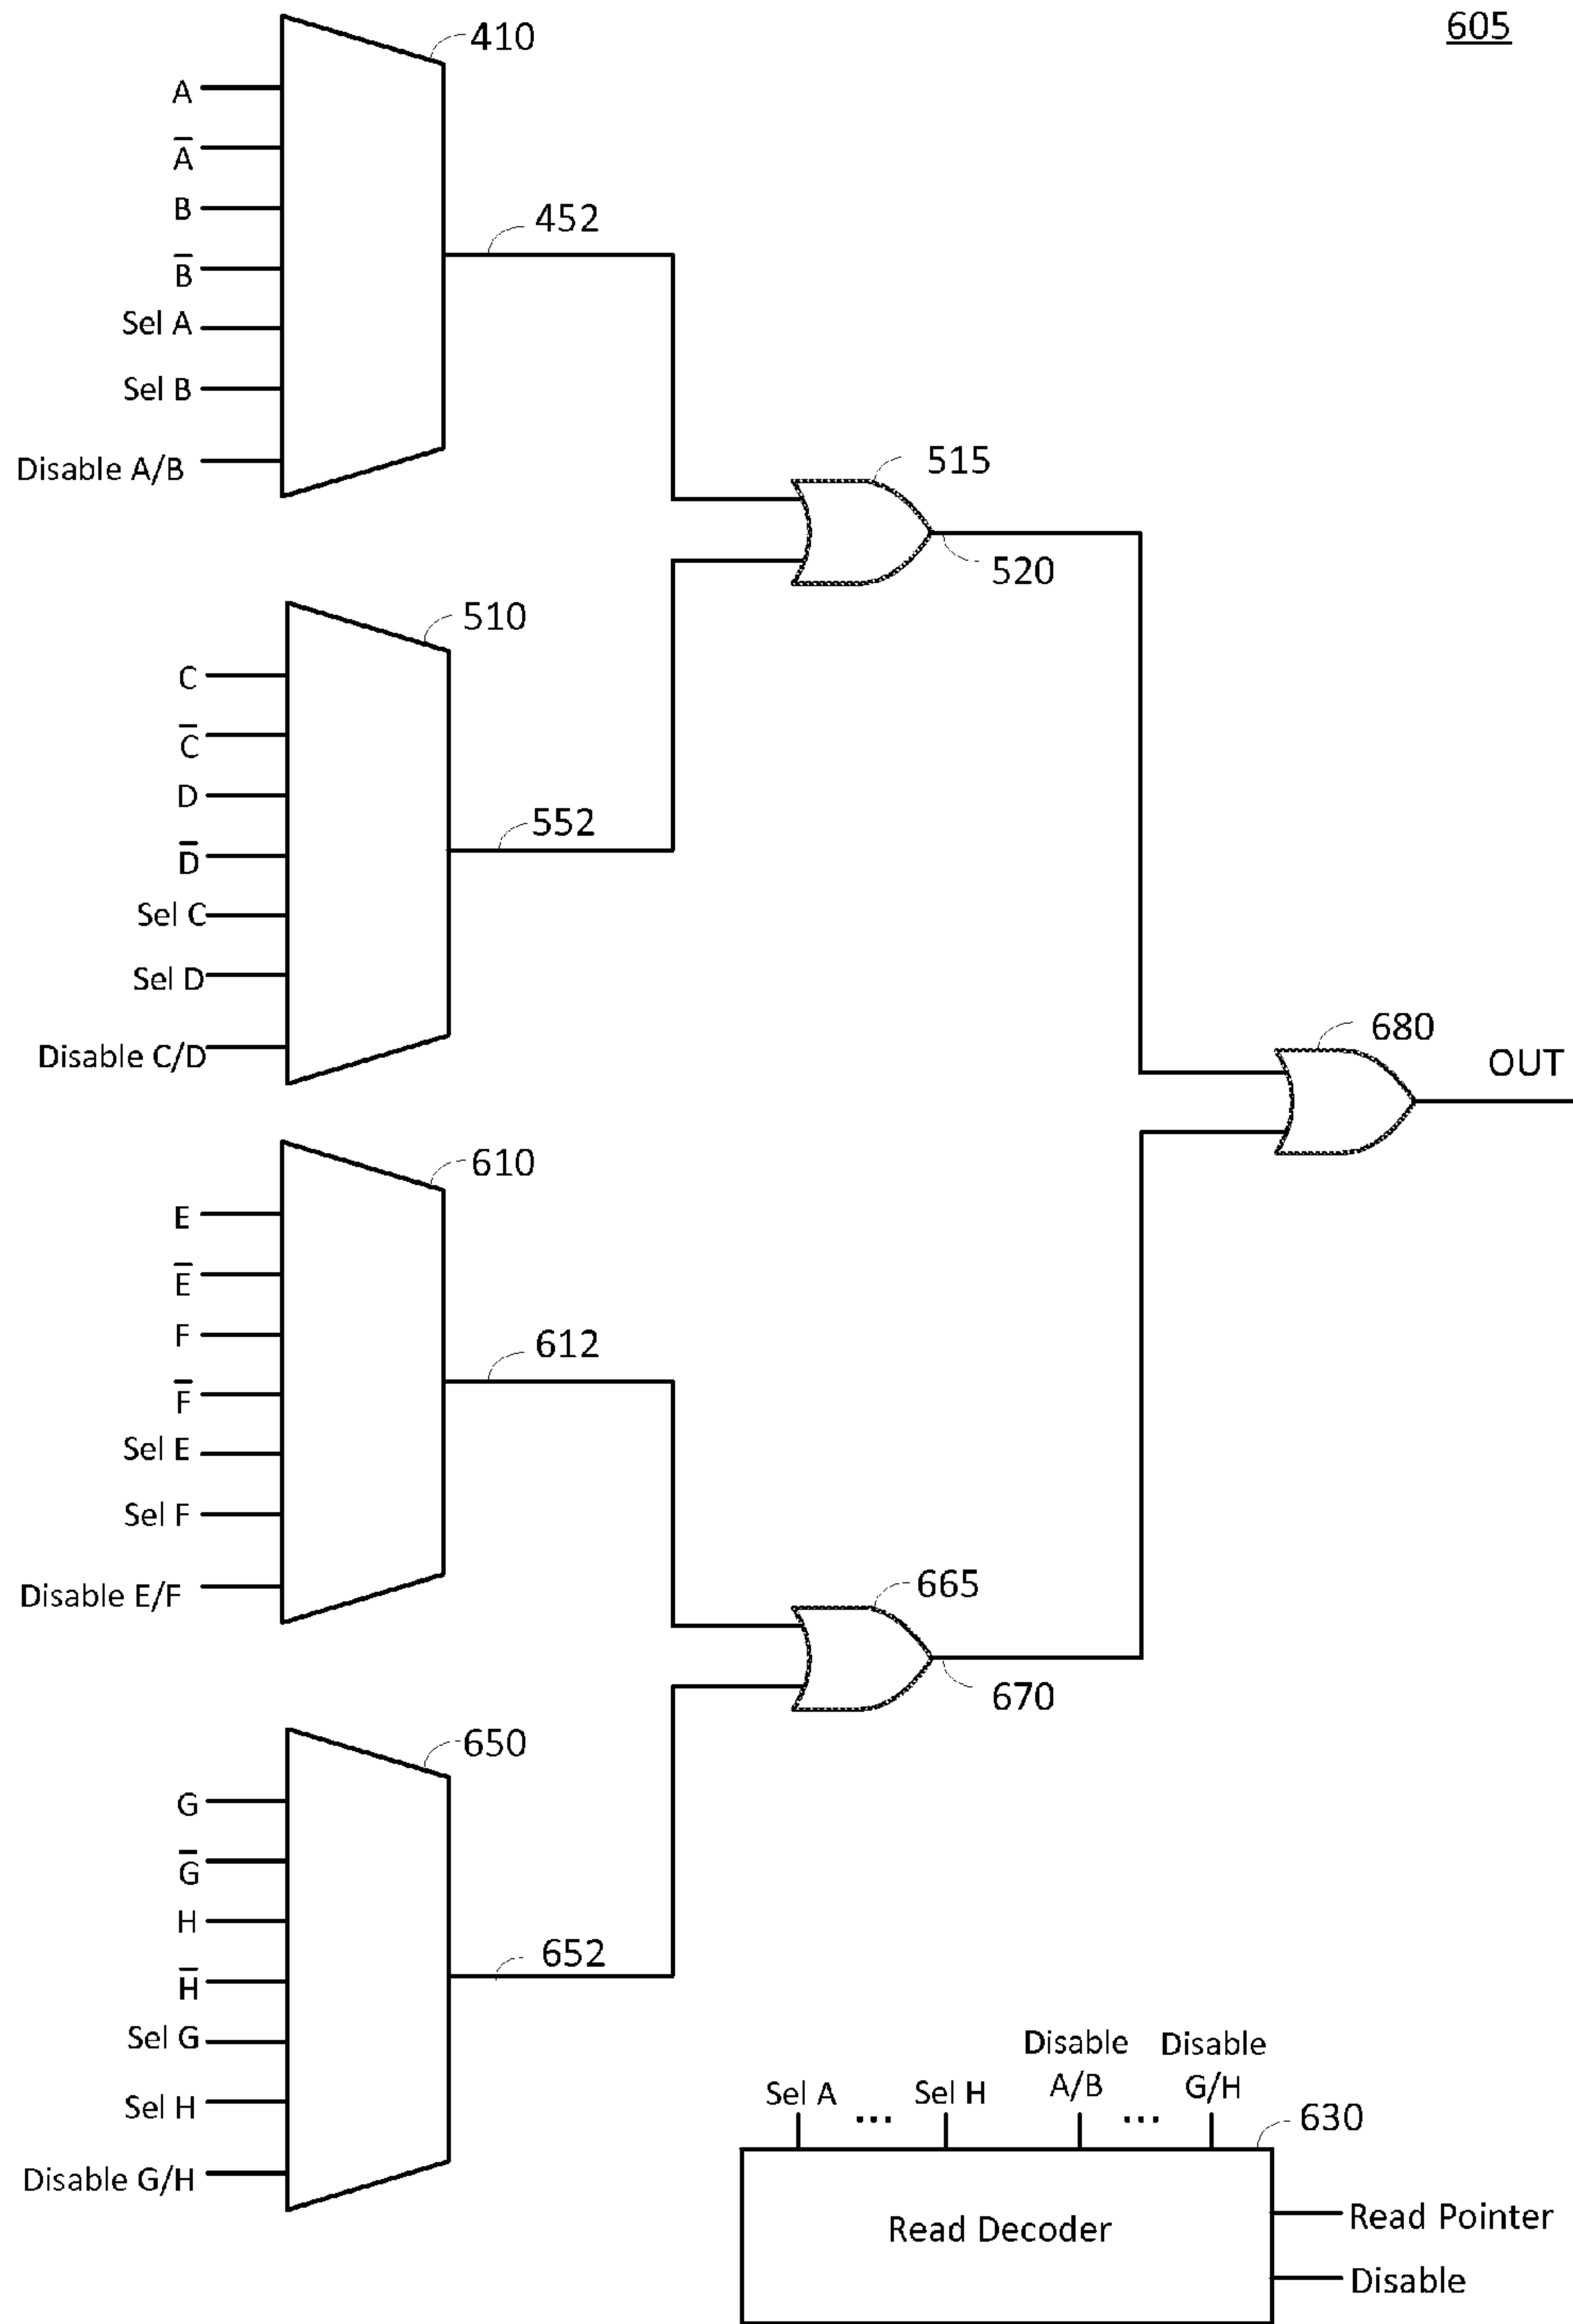 605
410
A
A̅
B
B̅
Sel A
Sel B
Disable A/B
452
515
520
510
C
C̅
D
D̅
Sel C
Sel D
Disable C/D
552
680
OUT
610
E
E̅
F
F̅
Sel E
Sel F
Disable E/F
612
665
670
650
G
G̅
H
H̅
Sel G
Sel H
Disable G/H
652
Sel A ... Sel H Disable A/B ... Disable G/H
630
Read Decoder
Read Pointer
Disable